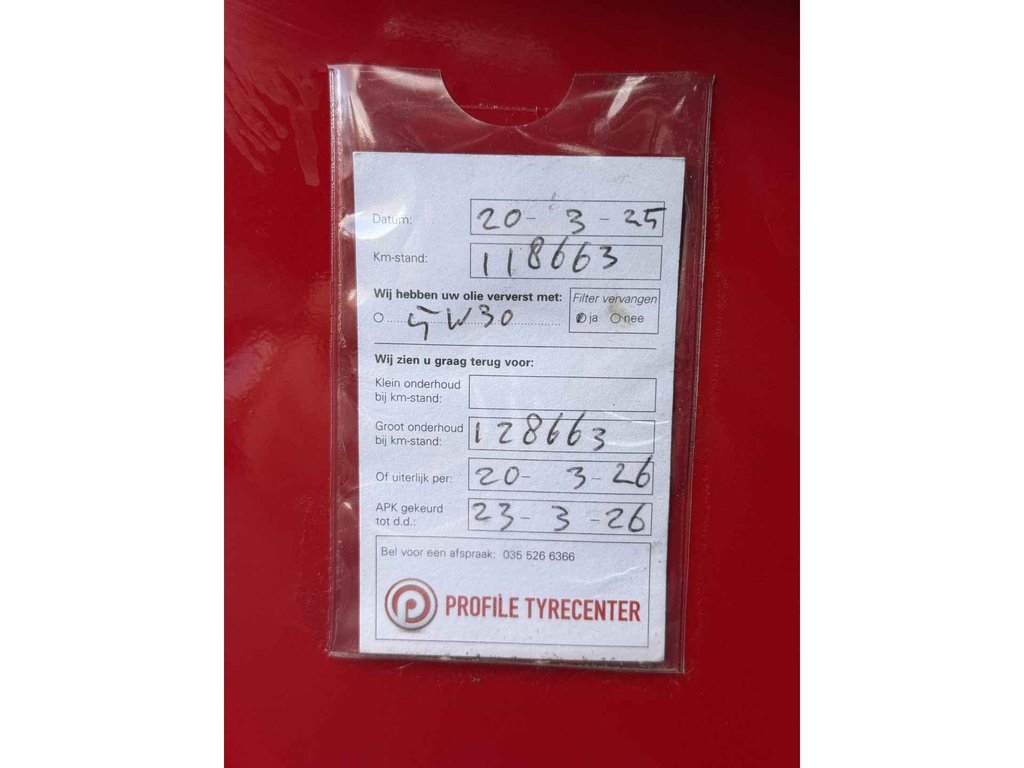 Datum: 20-3-25
Km-stand: 118663
Wij hebben uw olie ververst met: Filter vervangen
5W30 ja nee
Wij zien u graag terug voor:
Klein onderhoud
bij km-stand:
Groot onderhoud 128663
bij km-stand:
Of uiterlijk per: 20-3-26
APK gekeurd 23-3-26
tot d.d.:
Bel voor een afspraak: 035 526 6366
PROFILE TYRECENTER